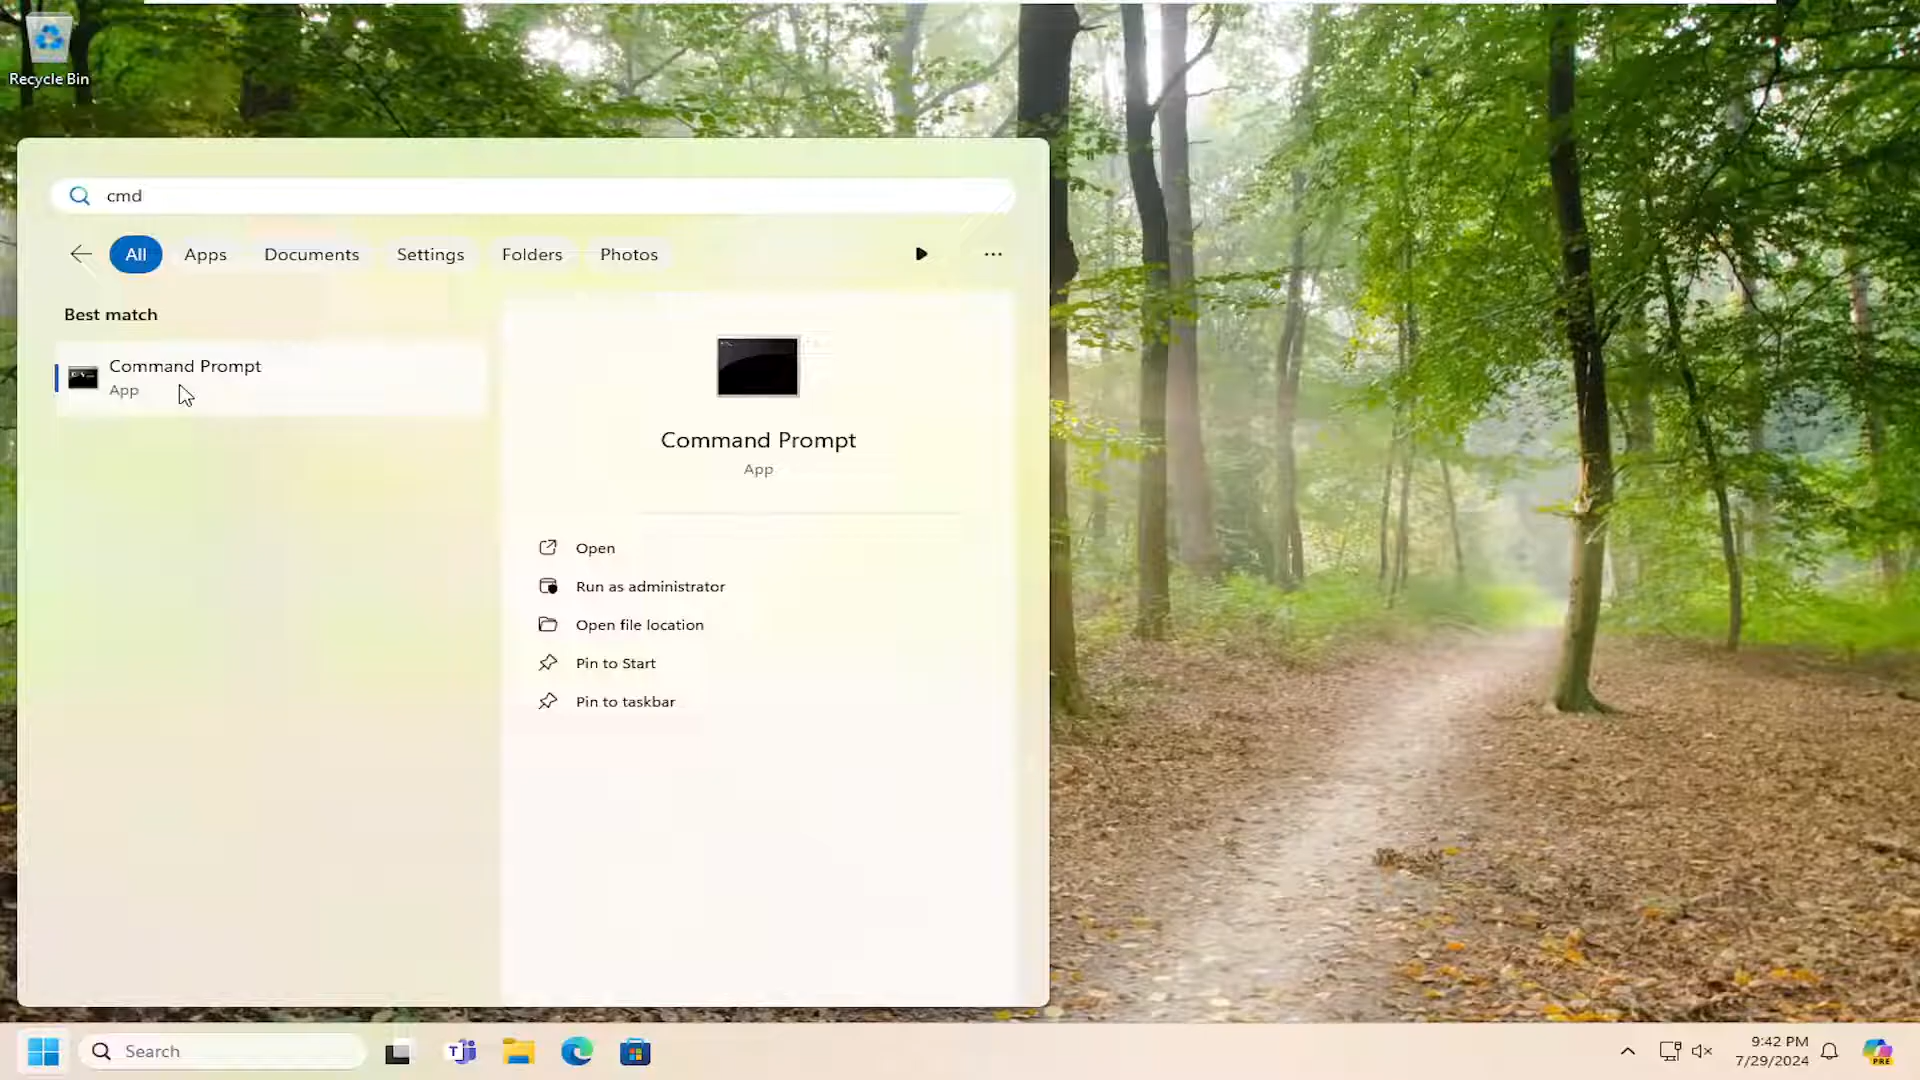 Recycle Bin
cmd
All Apps Documents Settings Folders Photos
Best match
Command Prompt
App
Command Prompt
App
Open
Run as administrator
Open file location
Pin to Start
Pin to taskbar
Search
9:42 PM
7/29/2024
PRE